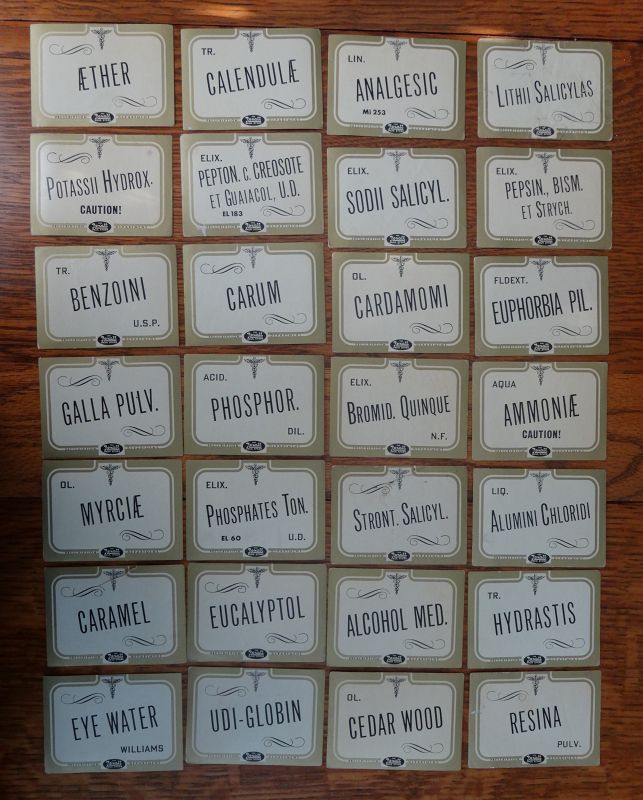 ÆTHER
TR.
CALENDULÆ
LIN.
ANALGESIC
MI 253
LITHII SALICYLAS
POTASSII HYDROX.
CAUTION!
ELIX.
PEPTON. C. CREOSOTE
ET GUAIACOL, U.D.
EL 183
ELIX.
SODII SALICYL.
ELIX.
PEPSIN., BISM.
ET STRYCH.
TR.
BENZOINI
U.S.P.
CARUM
OL.
CARDAMOMI
FLDEXT.
EUPHORBIA PIL.
GALLA PULV.
ACID.
PHOSPHOR.
DIL.
ELIX.
BROMID. QUINQUE
N.F.
AQUA
AMMONIÆ
CAUTION!
OL.
MYRCIÆ
ELIX.
PHOSPHATES TON.
EL 60 U.D.
STRONT. SALICYL.
LIQ.
ALUMINI CHLORIDI
CARAMEL
EUCALYPTOL
ALCOHOL MED.
TR.
HYDRASTIS
EYE WATER
WILLIAMS
UDI-GLOBIN
OL.
CEDAR WOOD
RESINA
PULV.